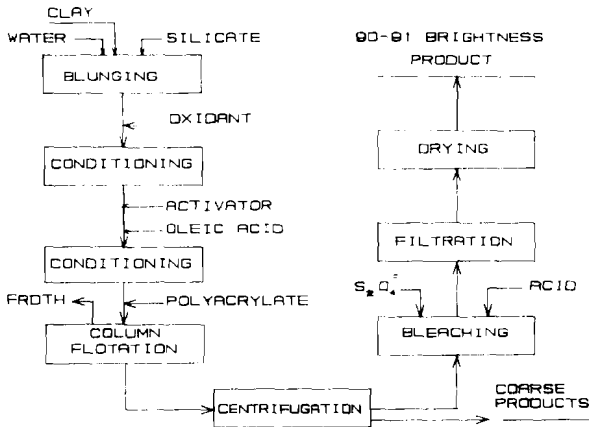 CLAY
WATER
SILICATE
BLUNGING
OXIDANT
CONDITIONING
ACTIVATOR
OLEIC ACID
CONDITIONING
FROTH
POLYACRYLATE
COLUMN
FLOTATION
CENTRIFUGATION
COARSE
PRODUCTS
BLEACHING
S₂O₄⁼
ACID
FILTRATION
DRYING
90-91 BRIGHTNESS
PRODUCT